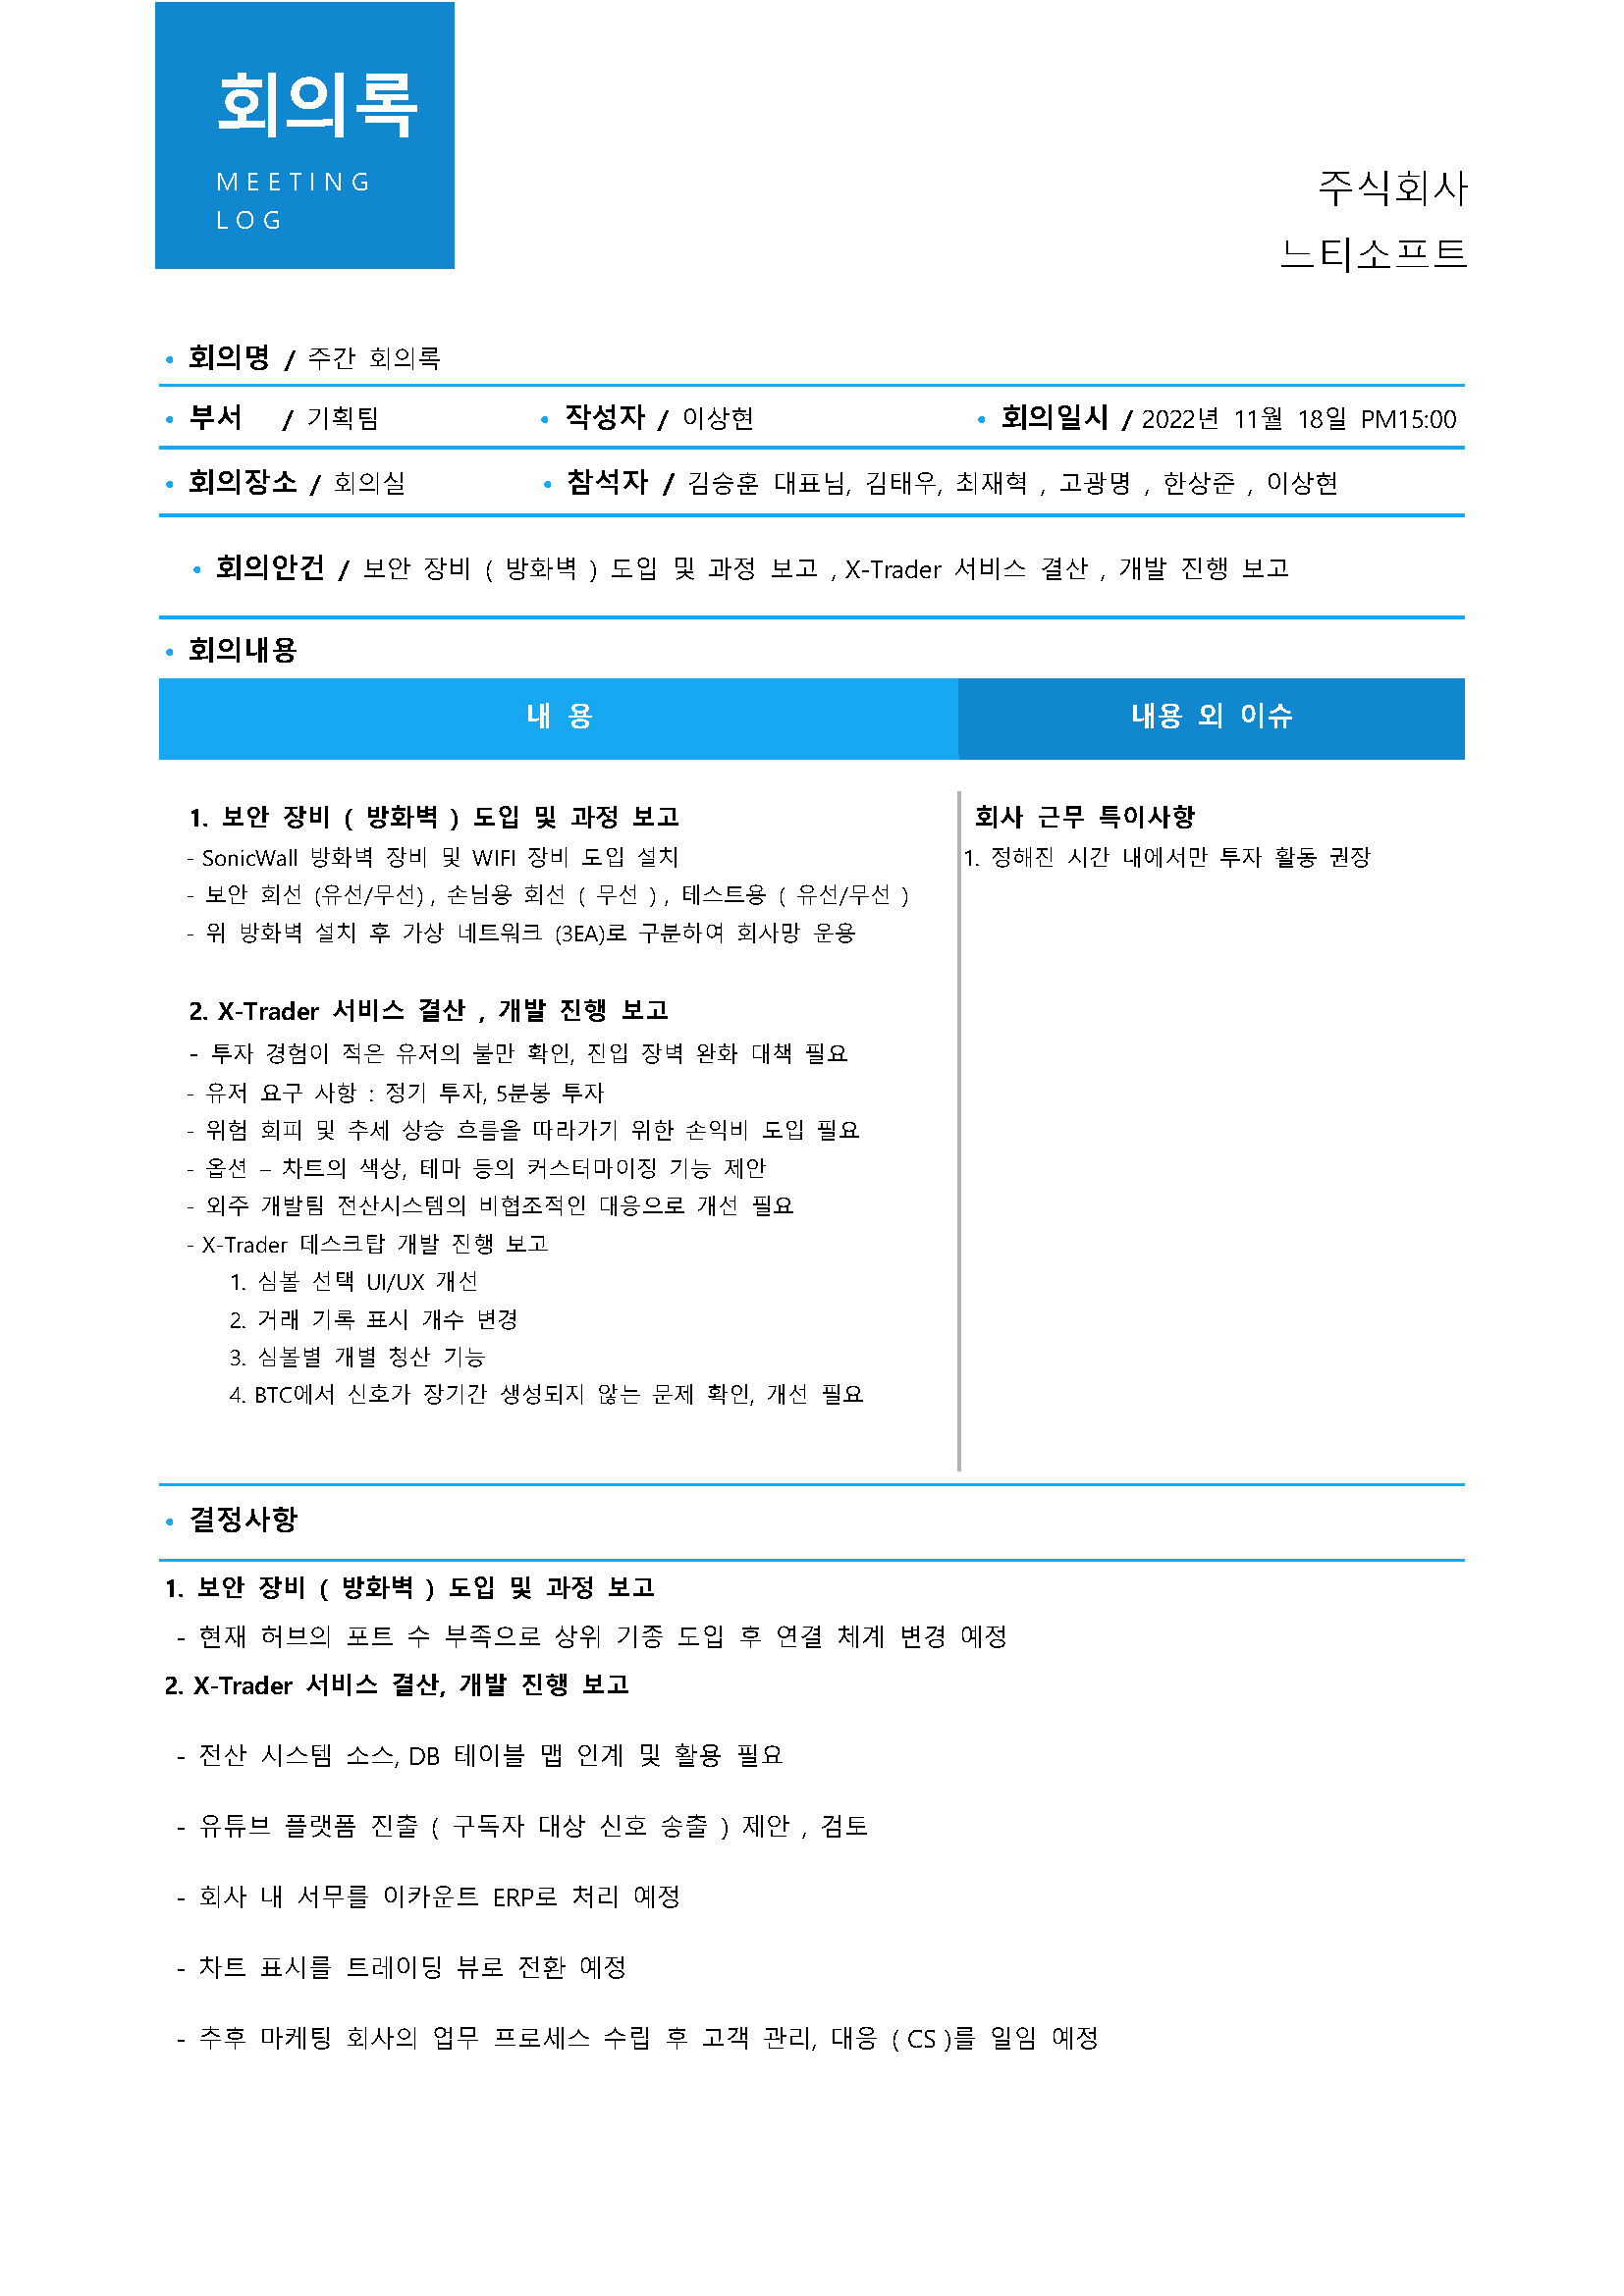 회의록
MEETING
LOG
주식회사
느티소프트
• 회의명 / 주간 회의록
• 부서 / 기획팀 • 작성자 / 이상현 • 회의일시 / 2022년 11월 18일 PM15:00
• 회의장소 / 회의실 • 참석자 / 김승훈 대표님, 김태우, 최재혁 , 고광명 , 한상준 , 이상현
• 회의안건 / 보안 장비 ( 방화벽 ) 도입 및 과정 보고 , X-Trader 서비스 결산 , 개발 진행 보고
• 회의내용
내 용
1. 보안 장비 ( 방화벽 ) 도입 및 과정 보고
- SonicWall 방화벽 장비 및 WIFI 장비 도입 설치
- 보안 회선 (유선/무선) , 손님용 회선 ( 무선 ) , 테스트용 ( 유선/무선 )
- 위 방화벽 설치 후 가상 네트워크 (3EA)로 구분하여 회사망 운용
2. X-Trader 서비스 결산 , 개발 진행 보고
- 투자 경험이 적은 유저의 불만 확인, 진입 장벽 완화 대책 필요
- 유저 요구 사항 : 정기 투자, 5분봉 투자
- 위험 회피 및 추세 상승 흐름을 따라가기 위한 손익비 도입 필요
- 옵션 – 차트의 색상, 테마 등의 커스터마이징 기능 제안
- 외주 개발팀 전산시스템의 비협조적인 대응으로 개선 필요
- X-Trader 데스크탑 개발 진행 보고
1. 심볼 선택 UI/UX 개선
2. 거래 기록 표시 개수 변경
3. 심볼별 개별 청산 기능
4. BTC에서 신호가 장기간 생성되지 않는 문제 확인, 개선 필요
내용 외 이슈
회사 근무 특이사항
1. 정해진 시간 내에서만 투자 활동 권장
• 결정사항
1. 보안 장비 ( 방화벽 ) 도입 및 과정 보고
- 현재 허브의 포트 수 부족으로 상위 기종 도입 후 연결 체계 변경 예정
2. X-Trader 서비스 결산, 개발 진행 보고
- 전산 시스템 소스, DB 테이블 맵 인계 및 활용 필요
- 유튜브 플랫폼 진출 ( 구독자 대상 신호 송출 ) 제안 , 검토
- 회사 내 서무를 이카운트 ERP로 처리 예정
- 차트 표시를 트레이딩 뷰로 전환 예정
- 추후 마케팅 회사의 업무 프로세스 수립 후 고객 관리, 대응 ( CS )를 일임 예정